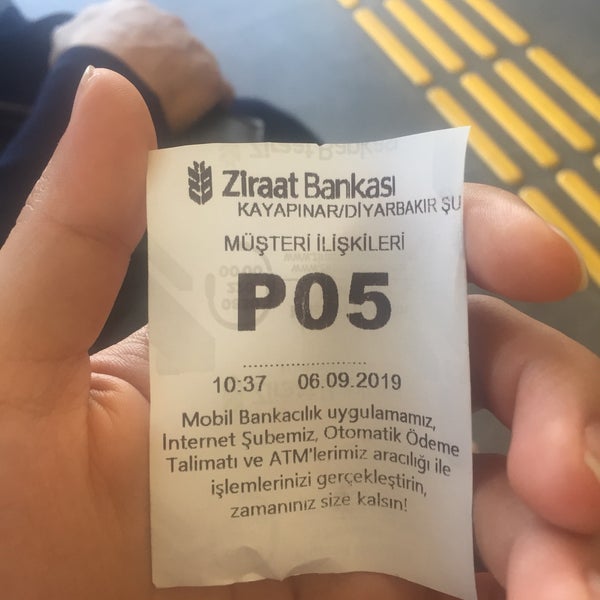 Ziraat Bankası
KAYAPINAR/DİYARBAKIR ŞU
MÜŞTERİ İLİŞKİLERİ
P05
10:37 06.09.2019
Mobil Bankacılık uygulamamız,
İnternet Şubemiz, Otomatik Ödeme
Talimatı ve ATM'lerimiz aracılığı ile
işlemlerinizi gerçekleştirin,
zamanınız size kalsın!